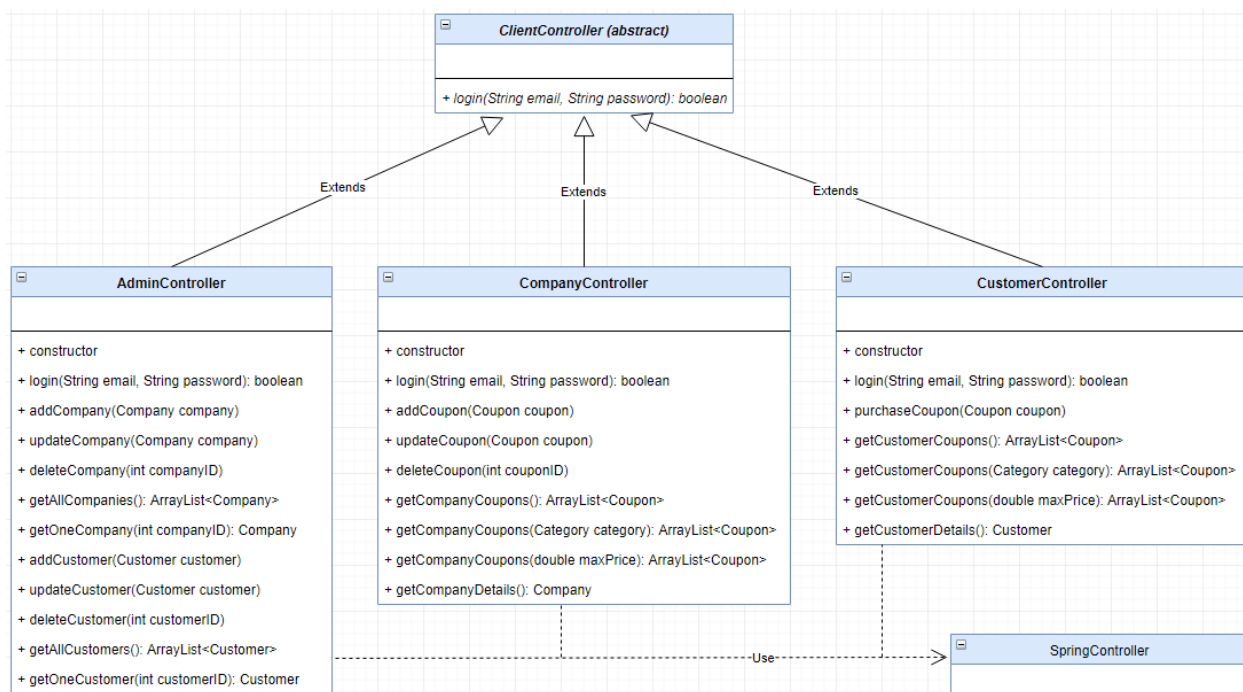 ClientController (abstract)
+ login(String email, String password): boolean
Extends
Extends
Extends
AdminController
+ constructor
+ login(String email, String password): boolean
+ addCompany(Company company)
+ updateCompany(Company company)
+ deleteCompany(int companyID)
+ getAllCompanies(): ArrayList<Company>
+ getOneCompany(int companyID): Company
+ addCustomer(Customer customer)
+ updateCustomer(Customer customer)
+ deleteCustomer(int customerID)
+ getAllCustomers(): ArrayList<Customer>
+ getOneCustomer(int customerID): Customer
CompanyController
+ constructor
+ login(String email, String password): boolean
+ addCoupon(Coupon coupon)
+ updateCoupon(Coupon coupon)
+ deleteCoupon(int couponID)
+ getCompanyCoupons(): ArrayList<Coupon>
+ getCompanyCoupons(Category category): ArrayList<Coupon>
+ getCompanyCoupons(double maxPrice): ArrayList<Coupon>
+ getCompanyDetails(): Company
CustomerController
+ constructor
+ login(String email, String password): boolean
+ purchaseCoupon(Coupon coupon)
+ getCustomerCoupons(): ArrayList<Coupon>
+ getCustomerCoupons(Category category): ArrayList<Coupon>
+ getCustomerCoupons(double maxPrice): ArrayList<Coupon>
+ getCustomerDetails(): Customer
Use
SpringController